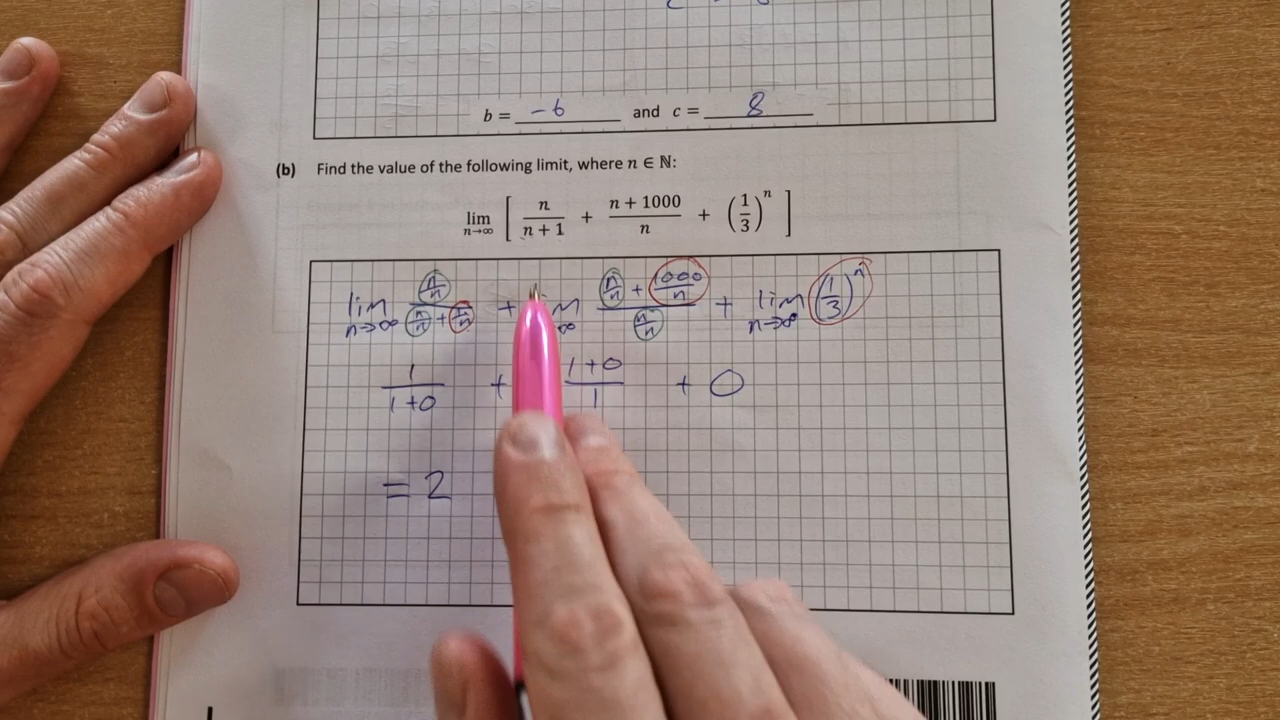 b = -6 and c = 8
(b) Find the value of the following limit, where n ∈ ℕ:
lim n→∞ [ n/(n + 1) + (n + 1000)/n + (1/3)^n ]
lim n→∞ (n/n)/(n/n + 1/n) + (n/n + 1000/n)/(n/n) + lim n→∞ (1/3)^n
1/(1+0) + (1+0)/1 + 0
= 2